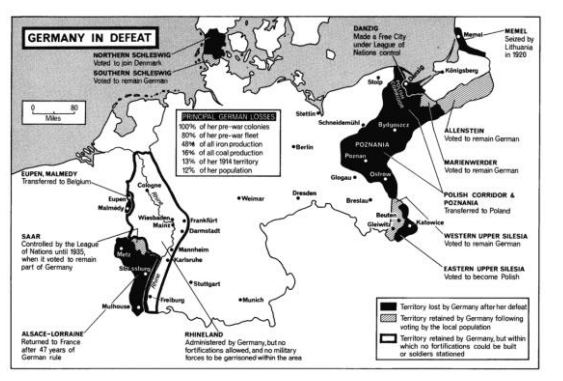 GERMANY IN DEFEAT
NORTHERN SCHLESWIG
Voted to join Denmark
SOUTHERN SCHLESWIG
Voted to remain German
DANZIG
Made a Free City
under League of
Nations control
MEMEL
Seized by
Lithuania
in 1920
Memel
Danzig
Königsberg
Stolp
0 80
Miles
PRINCIPAL GERMAN LOSSES
100% of her pre-war colonies
80% of her pre-war fleet
48% of all iron production
16% of all coal production
13% of her 1914 territory
12% of her population
Stettin
Schneidemühl
Bydgoszcz
Berlin
POZNANIA
Poznan
Glogau
Ostrow
ALLENSTEIN
Voted to remain German
MARIENWERDER
Voted to remain German
POLISH CORRIDOR &
POZNANIA
Transferred to Poland
EUPEN, MALMEDY
Transferred to Belgium
Cologne
Rhine
Eupen
Malmédy
Weimar
Dresden
Breslau
Wiesbaden
Mainz
Frankfürt
Darmstadt
Beuten
Gleiwitz
Katowice
WESTERN UPPER SILESIA
Voted to remain German
EASTERN UPPER SILESIA
Voted to become Polish
SAAR
Controlled by the League
of Nations until 1935,
when it voted to remain
part of Germany
Metz
Mannheim
Karlsruhe
Strassburg
Stuttgart
Rhine
Freiburg
Munich
Mulhouse
ALSACE-LORRAINE
Returned to France
after 47 years of
German rule
RHINELAND
Administered by Germany, but no
fortifications allowed, and no military
forces to be garrisoned within the area
Territory lost by Germany after her defeat
Territory retained by Germany following
voting by the local population
Territory retained by Germany, but within
which no fortifications could be built
or soldiers stationed